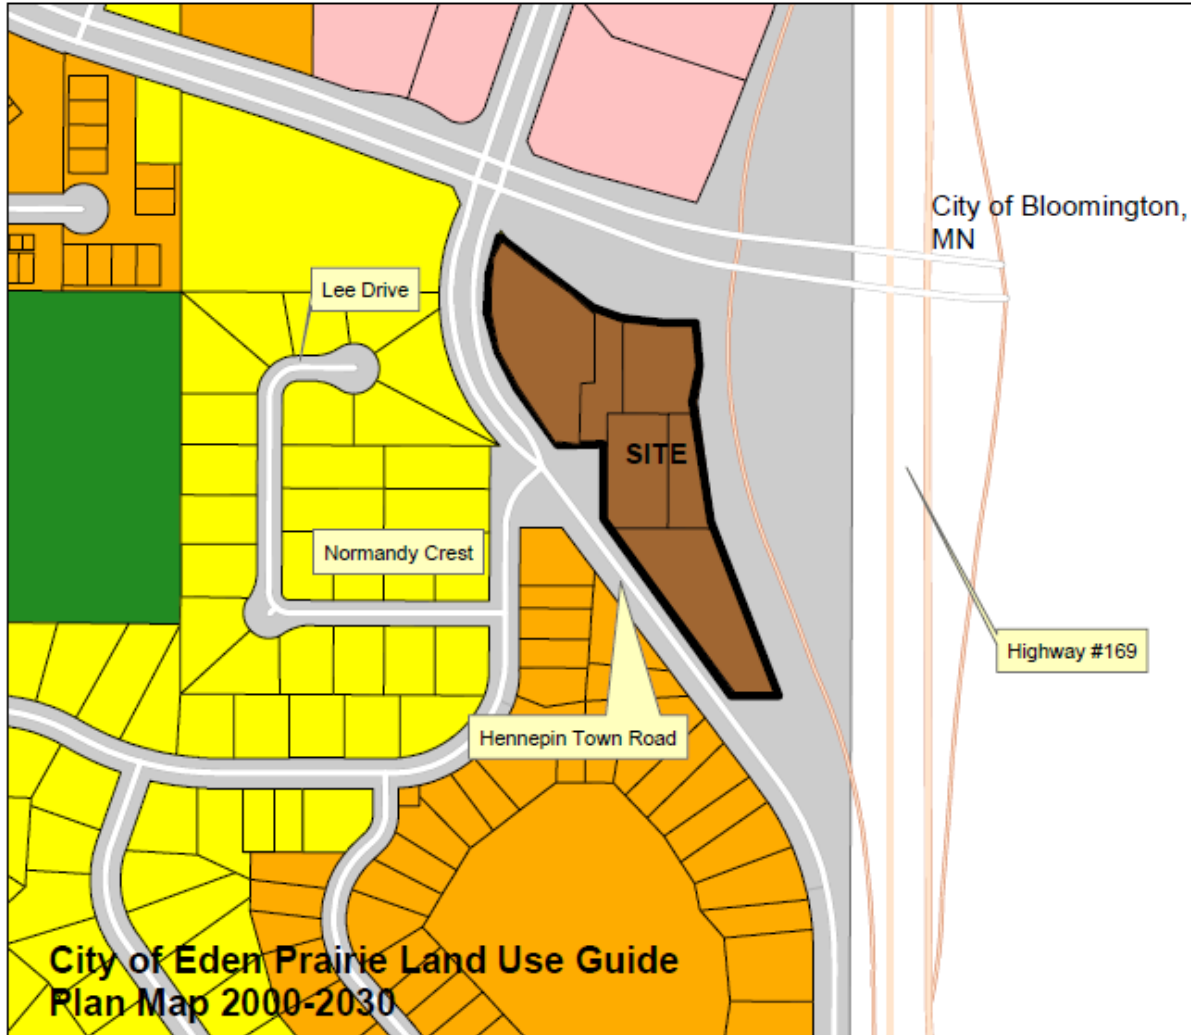 City of Bloomington,
MN
Lee Drive
SITE
Normandy Crest
Highway #169
Hennepin Town Road
City of Eden Prairie Land Use Guide
Plan Map 2000-2030